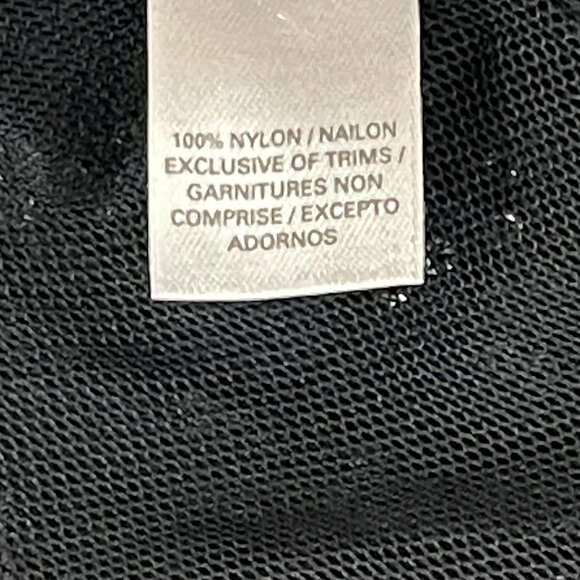 100% NYLON / NAILON
EXCLUSIVE OF TRIMS /
GARNITURES NON
COMPRISE / EXCEPTO
ADORNOS